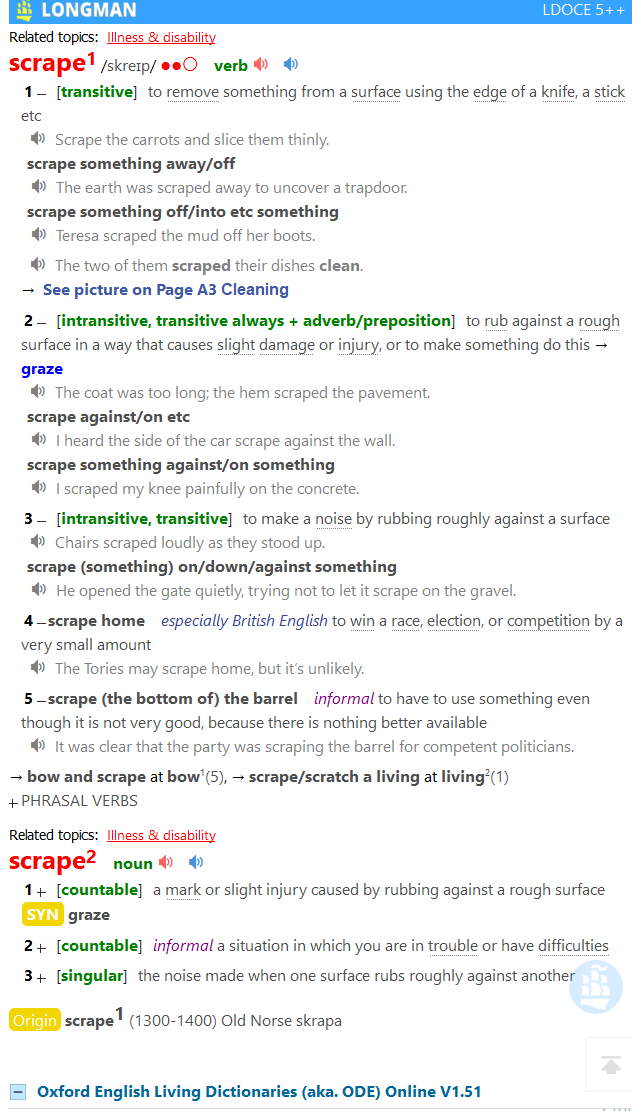 LONGMAN LDOCE 5++
Related topics: Illness & disability
scrape1 /skreɪp/ ●●○ verb
1 – [transitive] to remove something from a surface using the edge of a knife, a stick
etc
Scrape the carrots and slice them thinly.
scrape something away/off
The earth was scraped away to uncover a trapdoor.
scrape something off/into etc something
Teresa scraped the mud off her boots.
The two of them scraped their dishes clean.
→ See picture on Page A3 Cleaning
2 – [intransitive, transitive always + adverb/preposition] to rub against a rough
surface in a way that causes slight damage or injury, or to make something do this →
graze
The coat was too long; the hem scraped the pavement.
scrape against/on etc
I heard the side of the car scrape against the wall.
scrape something against/on something
I scraped my knee painfully on the concrete.
3 – [intransitive, transitive] to make a noise by rubbing roughly against a surface
Chairs scraped loudly as they stood up.
scrape (something) on/down/against something
He opened the gate quietly, trying not to let it scrape on the gravel.
4 –scrape home especially British English to win a race, election, or competition by a
very small amount
The Tories may scrape home, but it’s unlikely.
5 –scrape (the bottom of) the barrel informal to have to use something even
though it is not very good, because there is nothing better available
It was clear that the party was scraping the barrel for competent politicians.
→ bow and scrape at bow1(5), → scrape/scratch a living at living2(1)
+ PHRASAL VERBS
Related topics: Illness & disability
scrape2 noun
1 + [countable] a mark or slight injury caused by rubbing against a rough surface
SYN graze
2 + [countable] informal a situation in which you are in trouble or have difficulties
3 + [singular] the noise made when one surface rubs roughly against another
Origin scrape1 (1300-1400) Old Norse skrapa
Oxford English Living Dictionaries (aka. ODE) Online V1.51